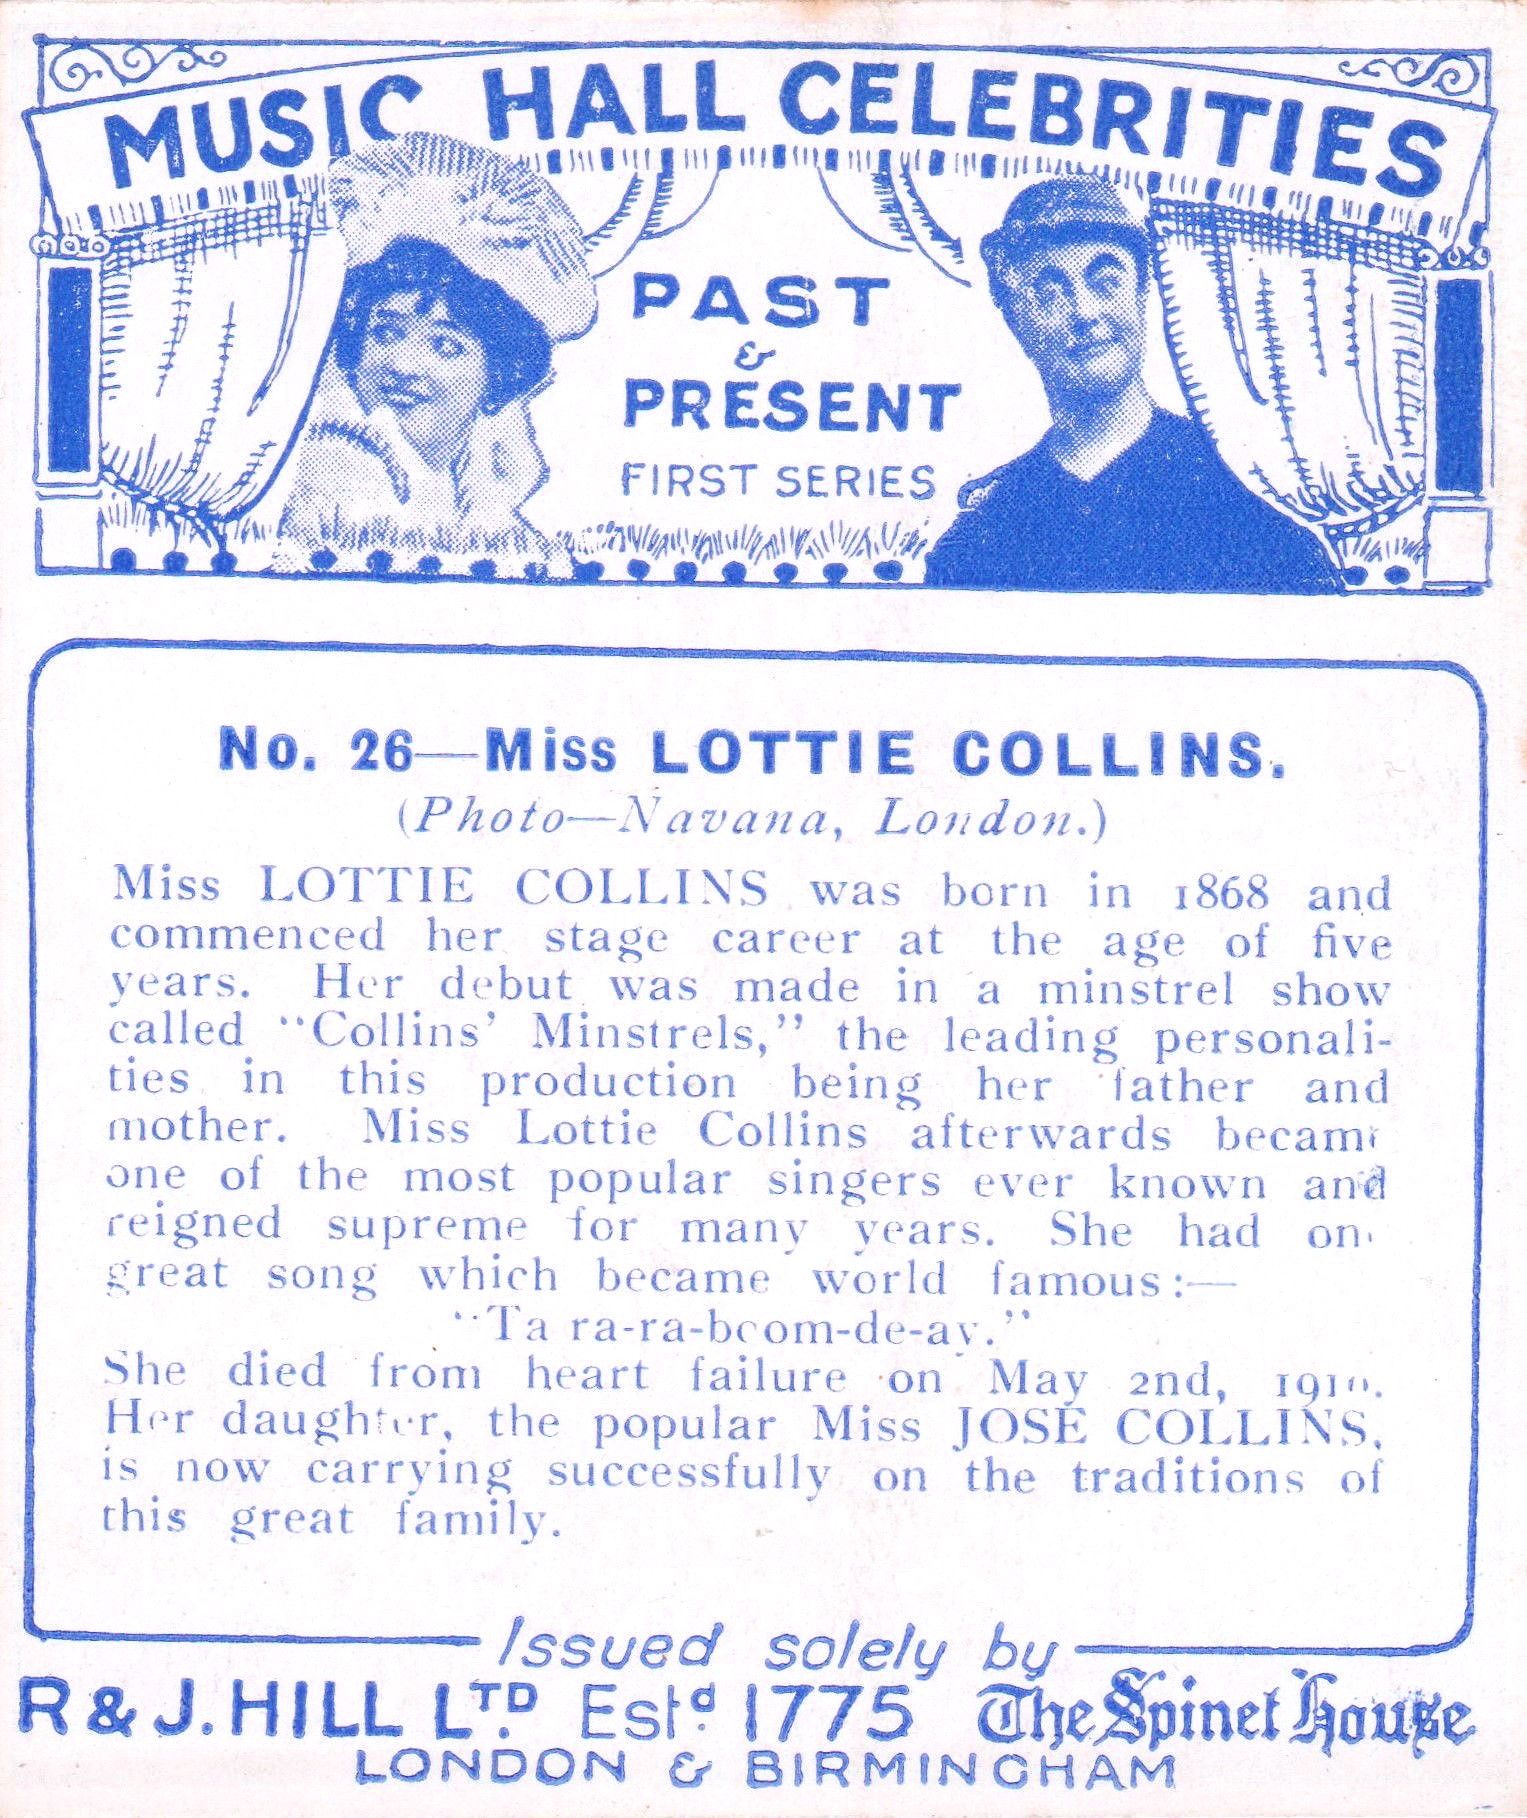 MUSIC HALL CELEBRITIES
PAST
&
PRESENT
FIRST SERIES
No. 26—Miss LOTTIE COLLINS.
(Photo—Navana, London.)
Miss LOTTIE COLLINS was born in 1868 and
commenced her stage career at the age of five
years. Her debut was made in a minstrel show
called "Collins' Minstrels," the leading personali-
ties in this production being her father and
mother. Miss Lottie Collins afterwards became
one of the most popular singers ever known and
reigned supreme for many years. She had one
great song which became world famous:—
"Ta ra-ra-boom-de-ay."
She died from heart failure on May 2nd, 1910.
Her daughter, the popular Miss JOSÉ COLLINS,
is now carrying successfully on the traditions of
this great family.
Issued solely by
R & J. HILL LTD. Estd. 1775 The Spinet House
LONDON & BIRMINGHAM